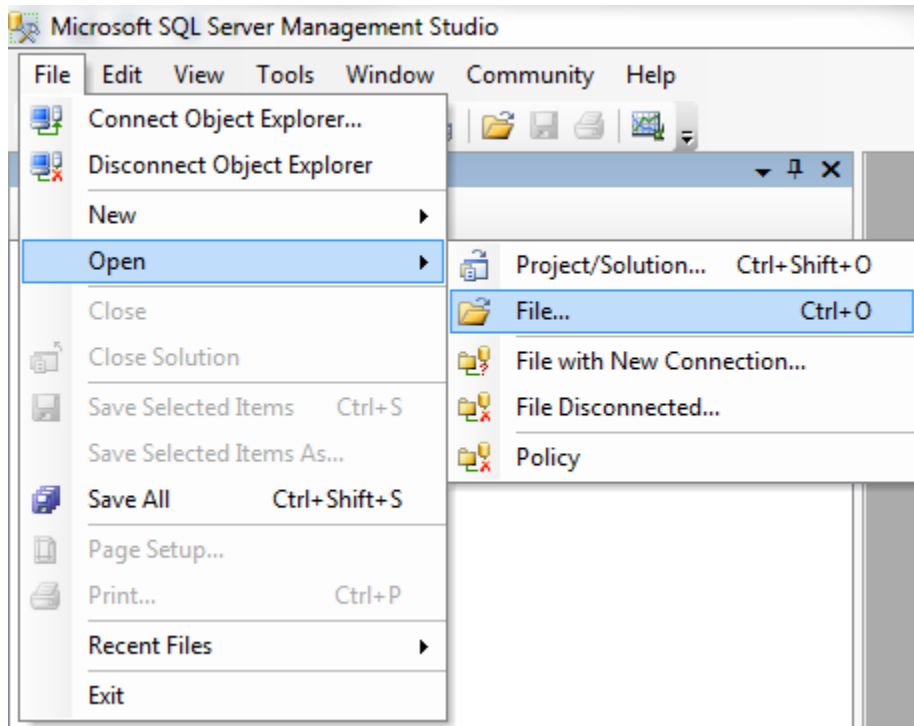 Microsoft SQL Server Management Studio
File Edit View Tools Window Community Help
Connect Object Explorer...
Disconnect Object Explorer
New
Open
Close
Close Solution
Save Selected Items Ctrl+S
Save Selected Items As...
Save All Ctrl+Shift+S
Page Setup...
Print... Ctrl+P
Recent Files
Exit
Project/Solution... Ctrl+Shift+O
File... Ctrl+O
File with New Connection...
File Disconnected...
Policy